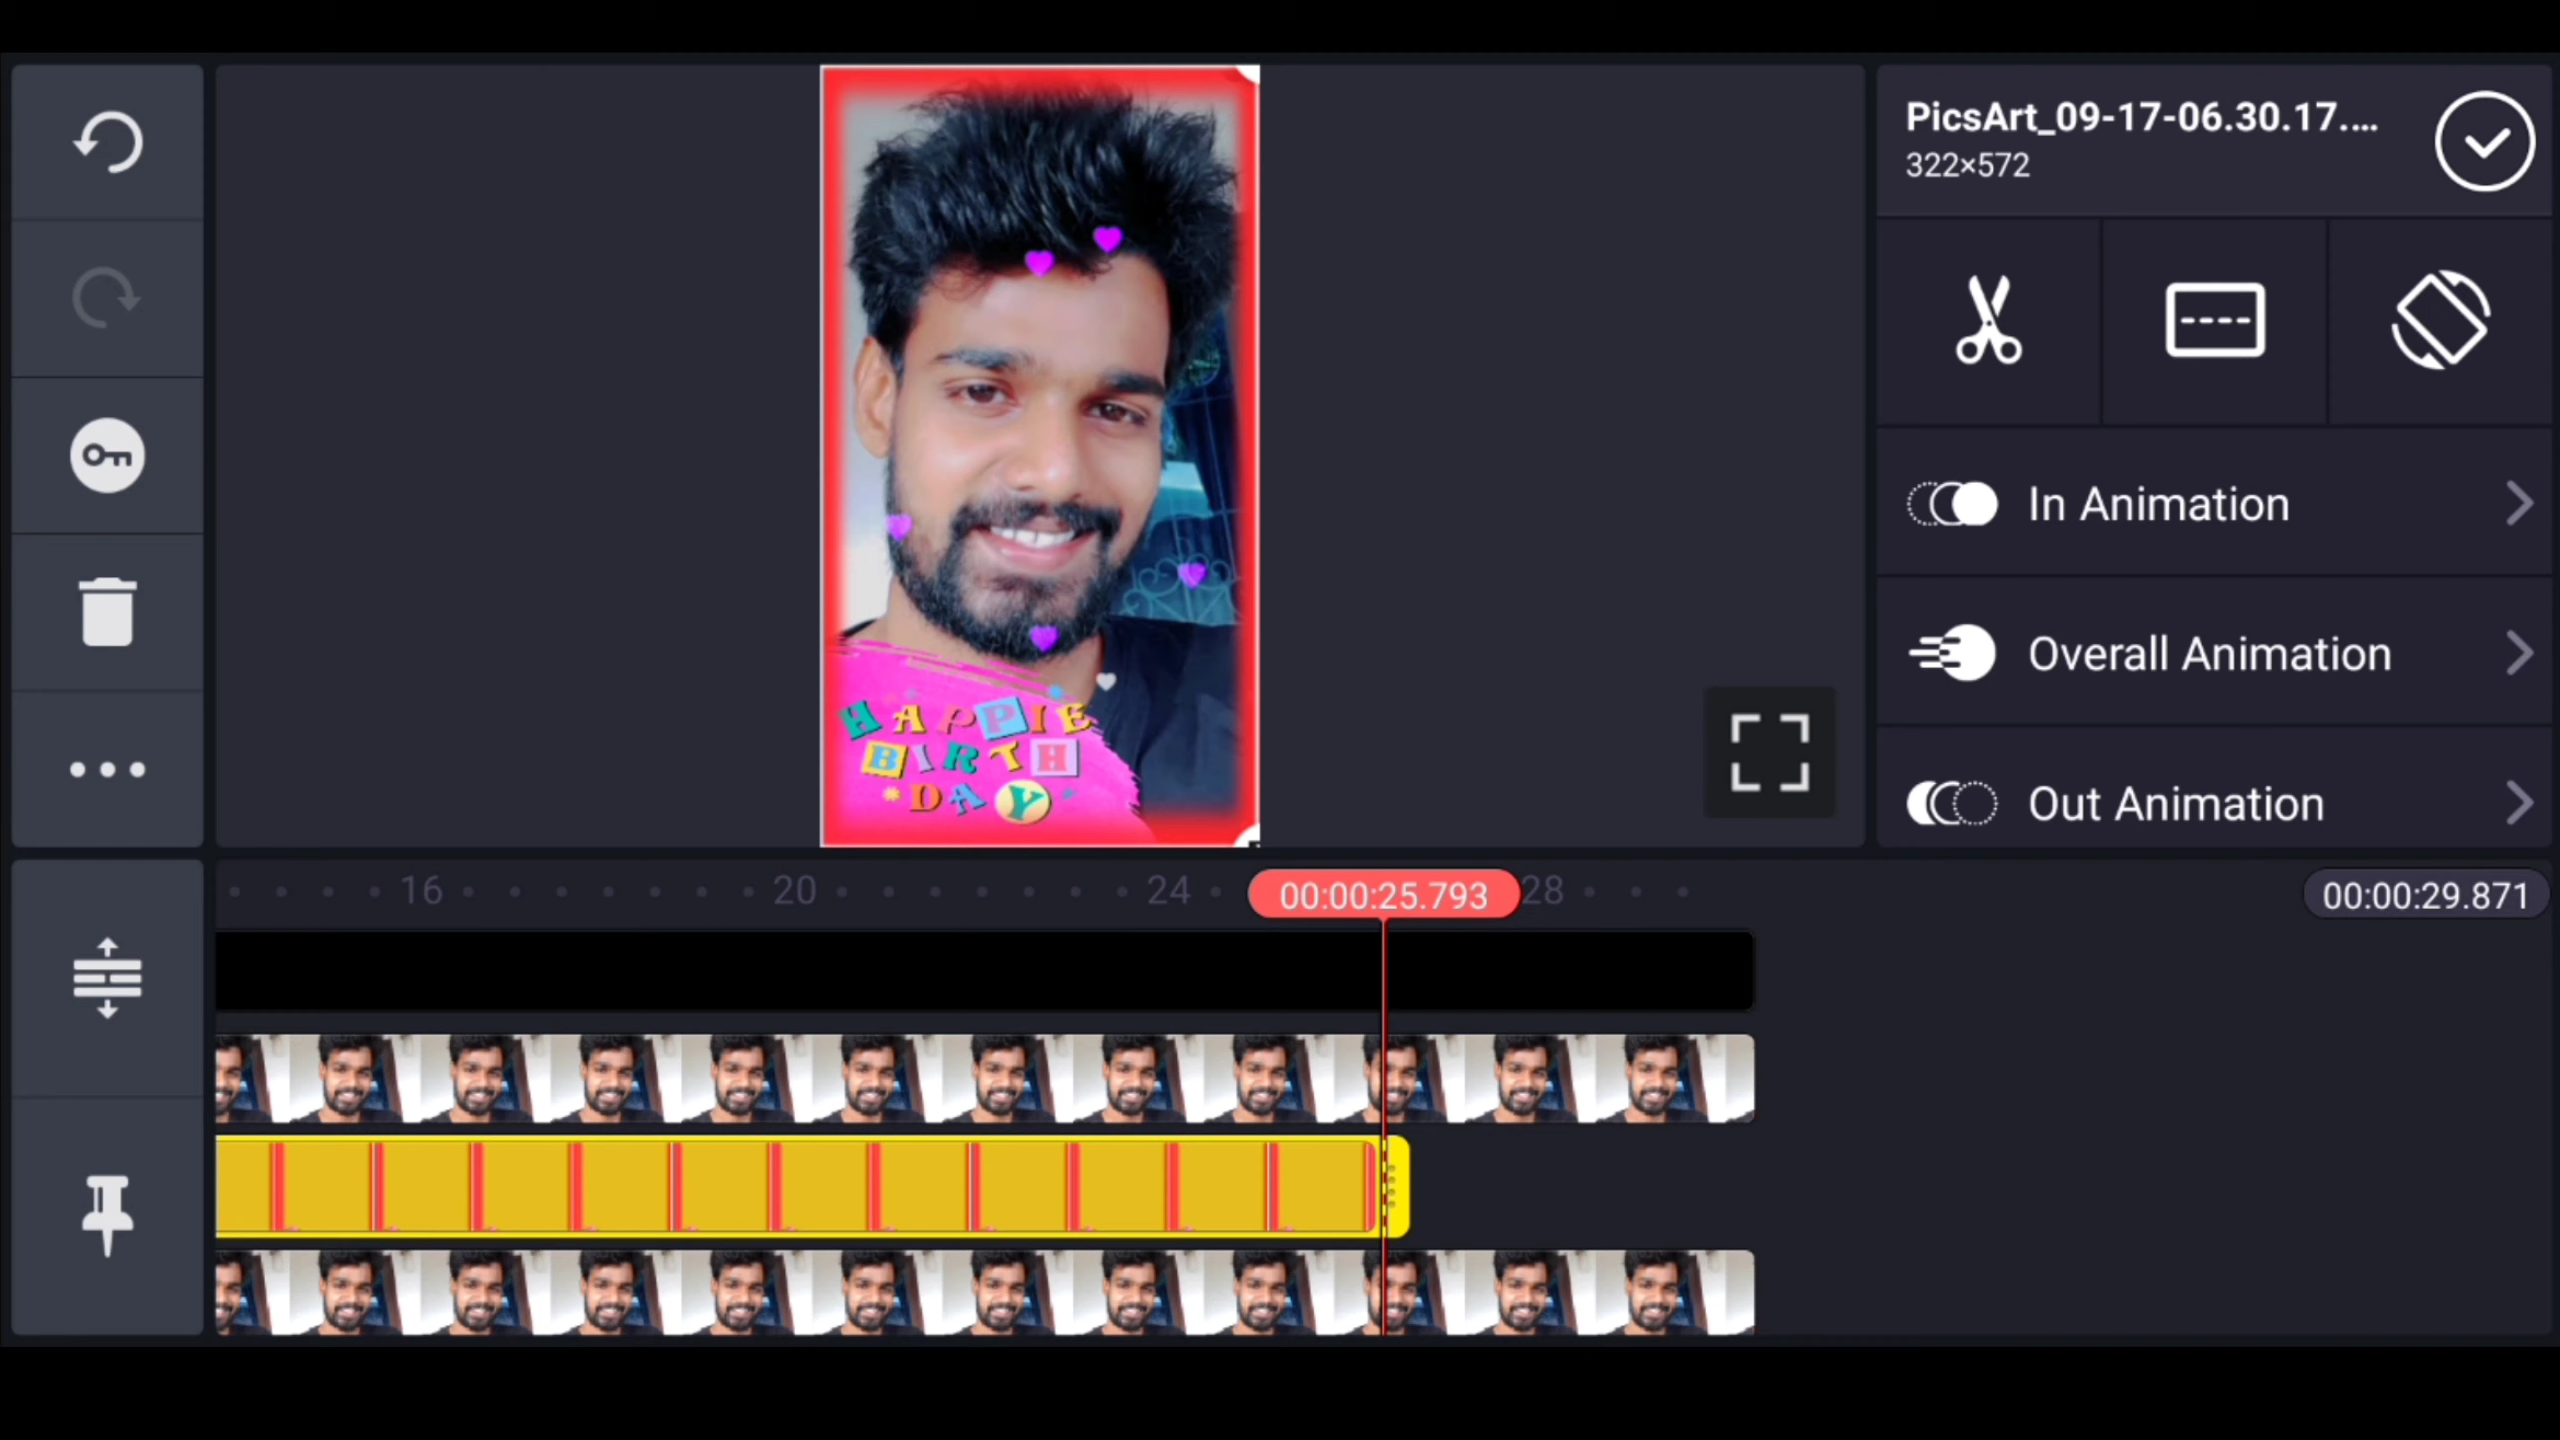 PicsArt_09-17-06.30.17....
322×572
In Animation
Overall Animation
Out Animation
HAPPIE
BIRTH
DAY
16
20
24
00:00:25.793
28
00:00:29.871